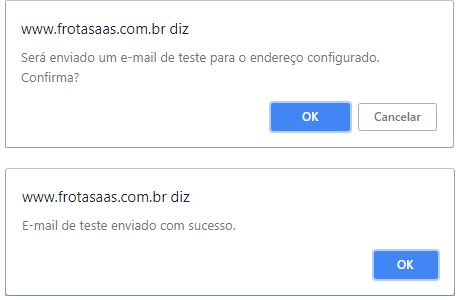 www.frotasaas.com.br diz
Será enviado um e-mail de teste para o endereço configurado.
Confirma?
OK
Cancelar
www.frotasaas.com.br diz
E-mail de teste enviado com sucesso.
OK